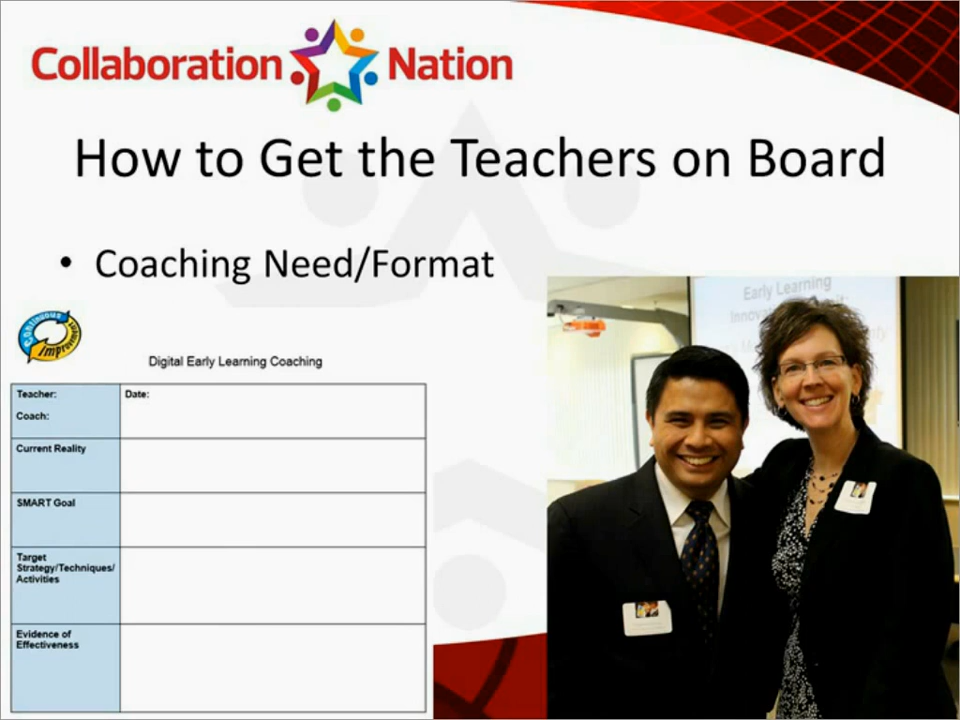 Collaboration Nation
How to Get the Teachers on Board
• Coaching Need/Format
Continuous
Improvement
Digital Early Learning Coaching
Teacher:
Date:
Coach:
Current Reality
SMART Goal
Target
Strategy/Techniques/
Activities
Evidence of
Effectiveness
Early Learning